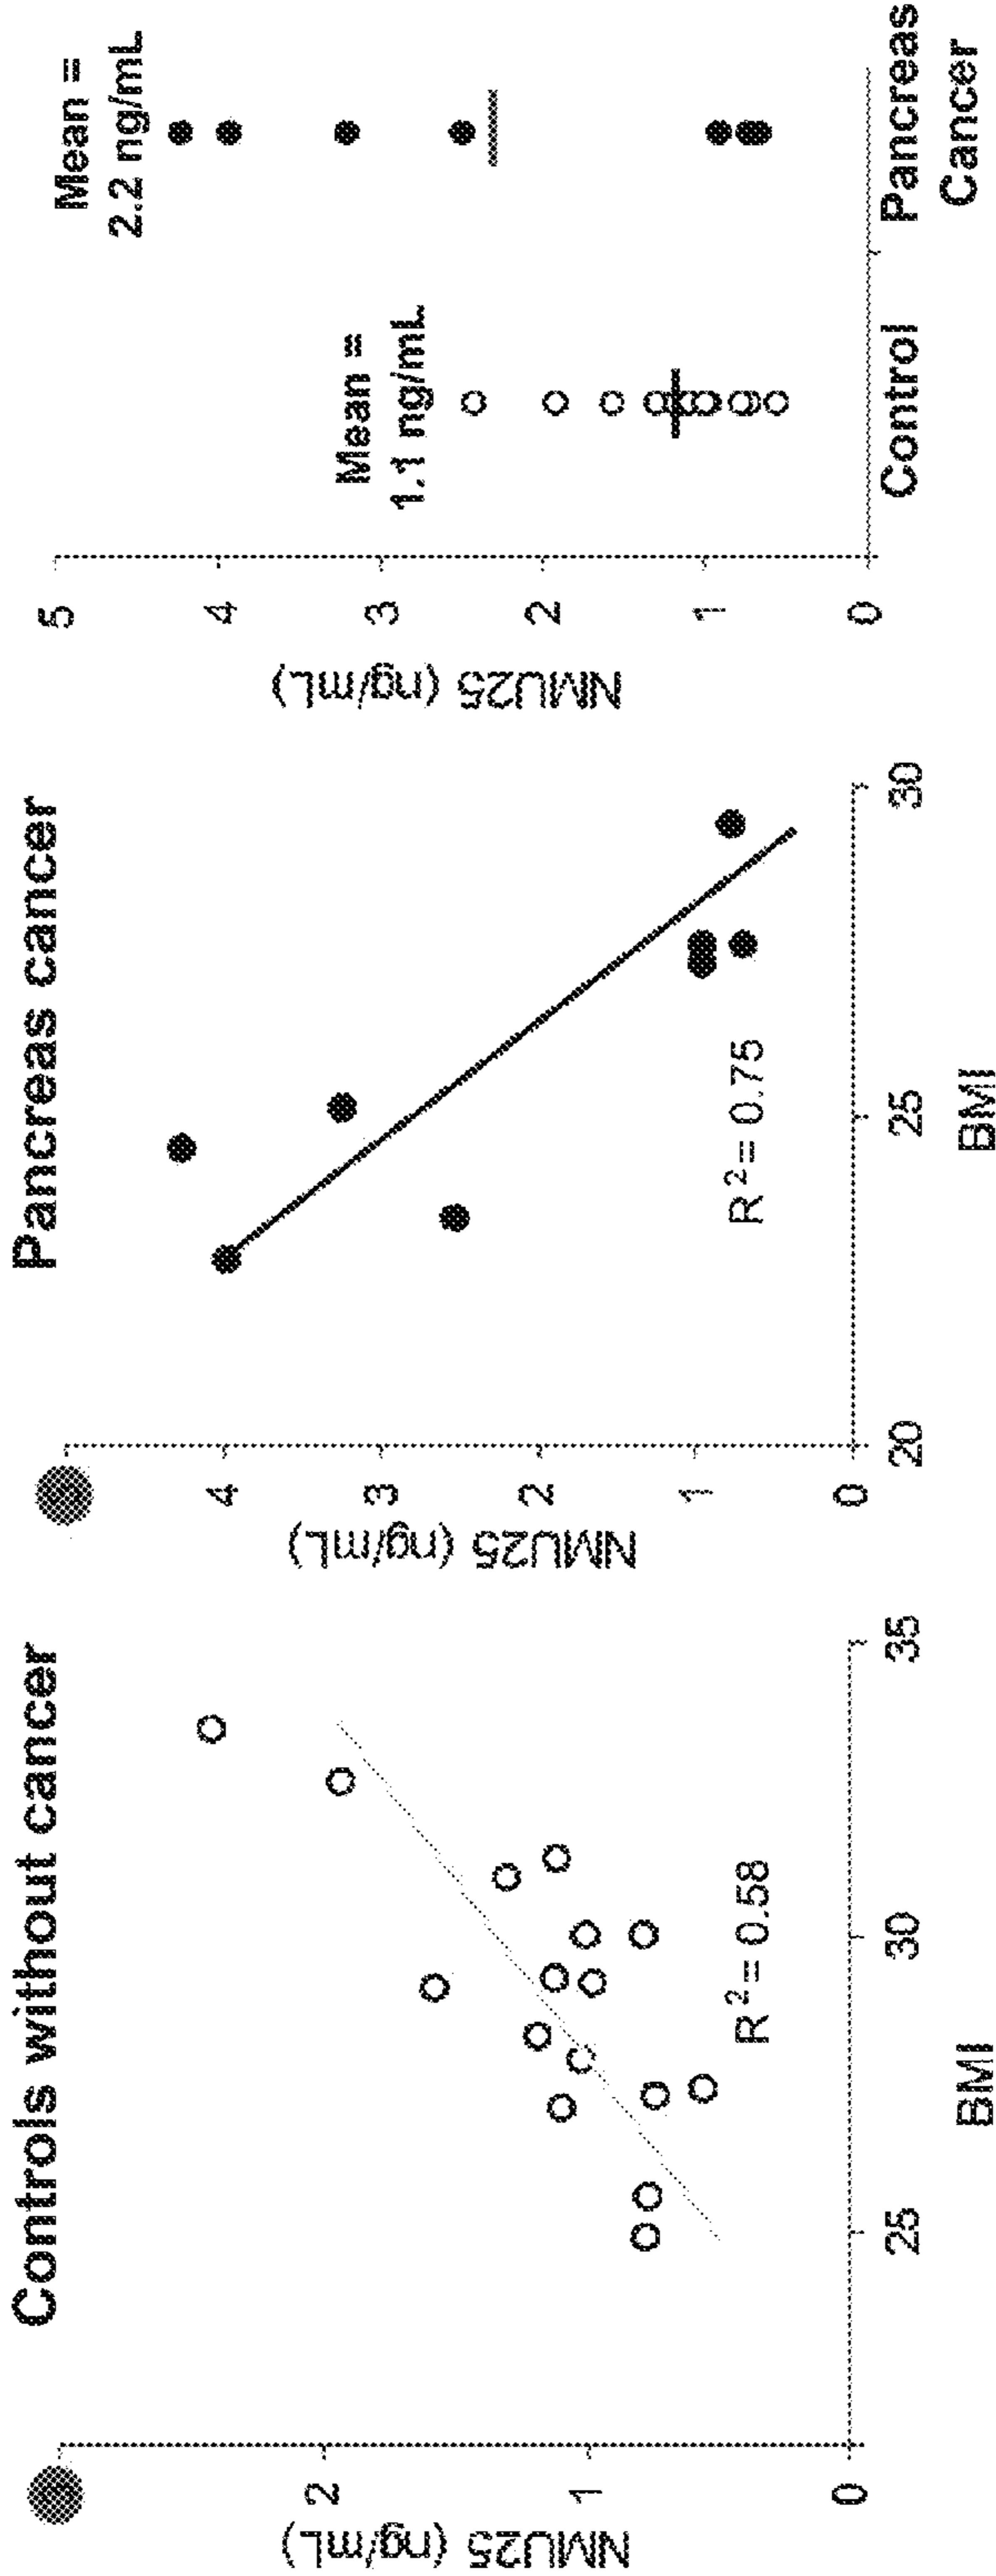 Controls without cancer
NMU25 (ng/mL)
2
1
0
25
30
35
BMI
R2 = 0.58
Pancreas cancer
NMU25 (ng/mL)
4
3
2
1
0
20
25
30
BMI
R2 = 0.75
NMU25 (ng/mL)
5
4
3
2
1
0
Mean =
1.1 ng/mL
Mean =
2.2 ng/mL
Control
Pancreas
Cancer